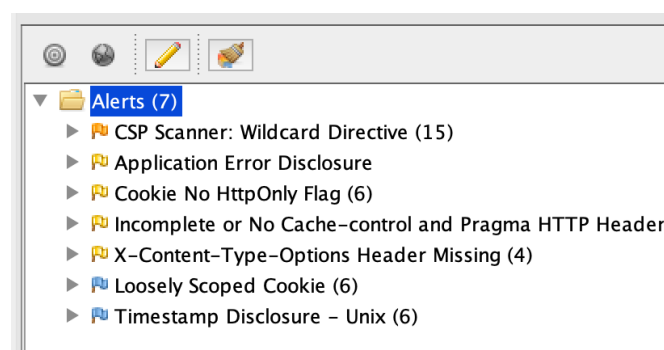 Alerts (7)
CSP Scanner: Wildcard Directive (15)
Application Error Disclosure
Cookie No HttpOnly Flag (6)
Incomplete or No Cache-control and Pragma HTTP Header
X-Content-Type-Options Header Missing (4)
Loosely Scoped Cookie (6)
Timestamp Disclosure - Unix (6)